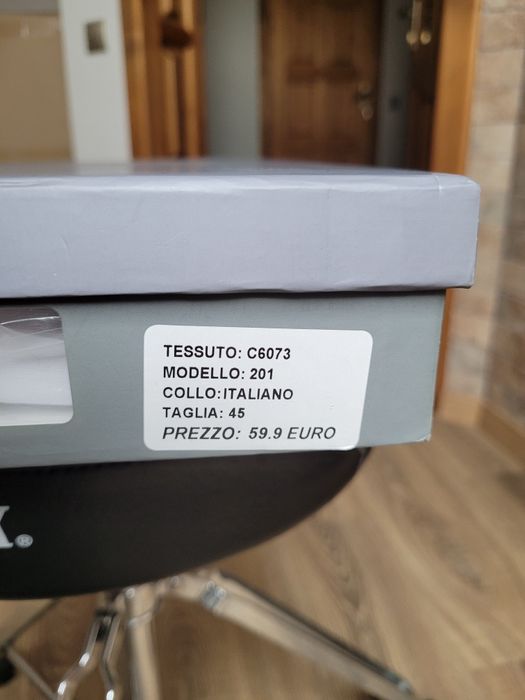 TESSUTO: C6073
MODELLO: 201
COLLO:ITALIANO
TAGLIA: 45
PREZZO: 59.9 EURO
X®